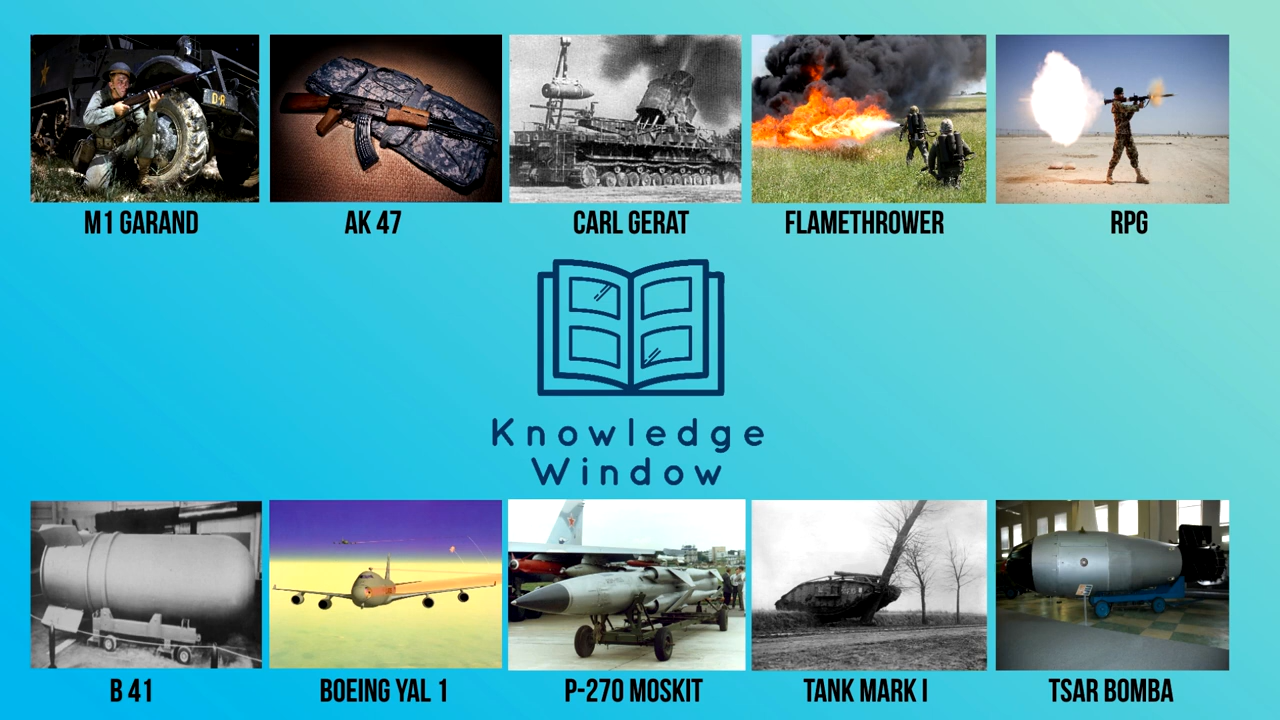 M1 GARAND
AK 47
CARL GERAT
FLAMETHROWER
RPG
Knowledge
Window
B 41
BOEING YAL 1
P-270 MOSKIT
TANK MARK I
TSAR BOMBA